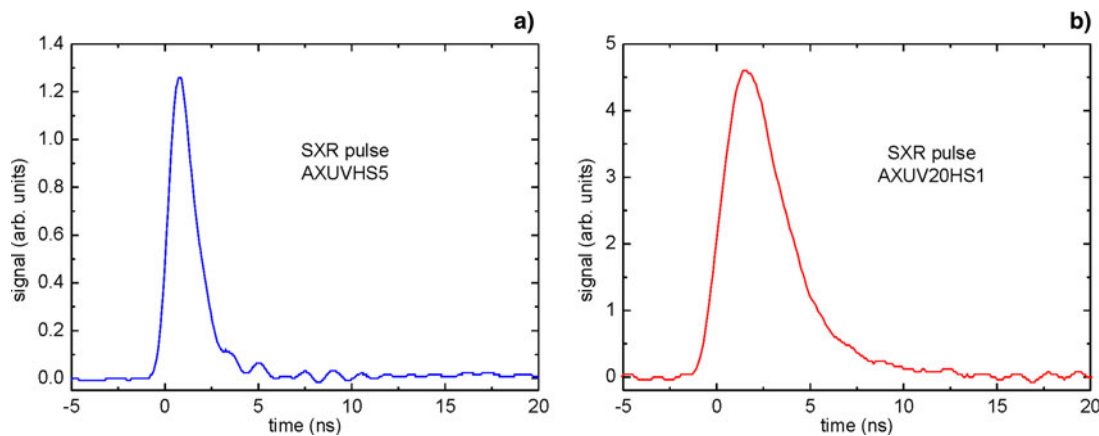 a)
1.4
1.2
1.0
0.8
0.6
0.4
0.2
0.0
signal (arb. units)
SXR pulse
AXUVHS5
-5 0 5 10 15 20
time (ns)
b)
5
4
3
2
1
0
signal (arb. units)
SXR pulse
AXUV20HS1
-5 0 5 10 15 20
time (ns)